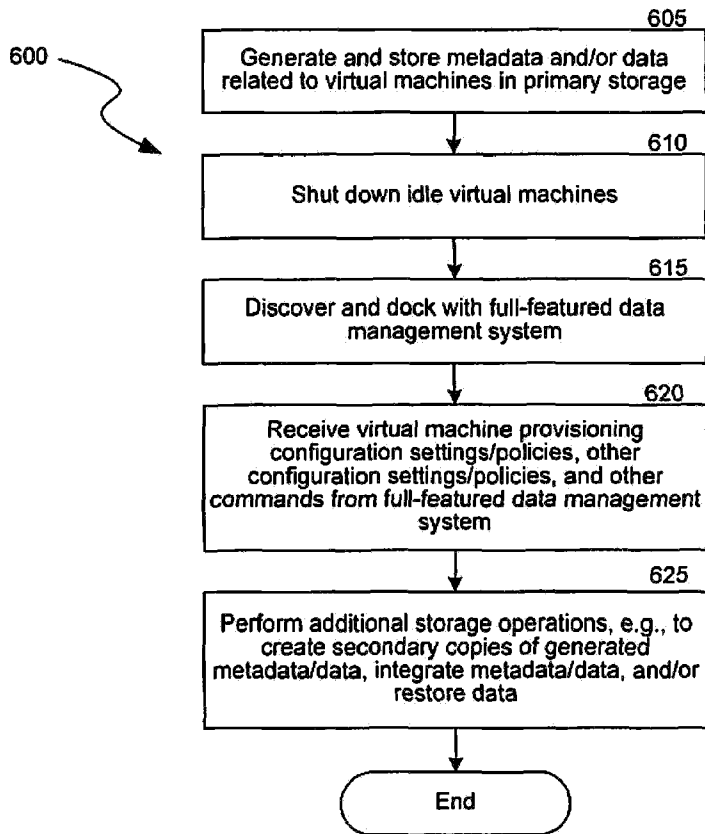 600
605
Generate and store metadata and/or data
related to virtual machines in primary storage
610
Shut down idle virtual machines
615
Discover and dock with full-featured data
management system
620
Receive virtual machine provisioning
configuration settings/policies, other
configuration settings/policies, and other
commands from full-featured data management
system
625
Perform additional storage operations, e.g., to
create secondary copies of generated
metadata/data, integrate metadata/data, and/or
restore data
End